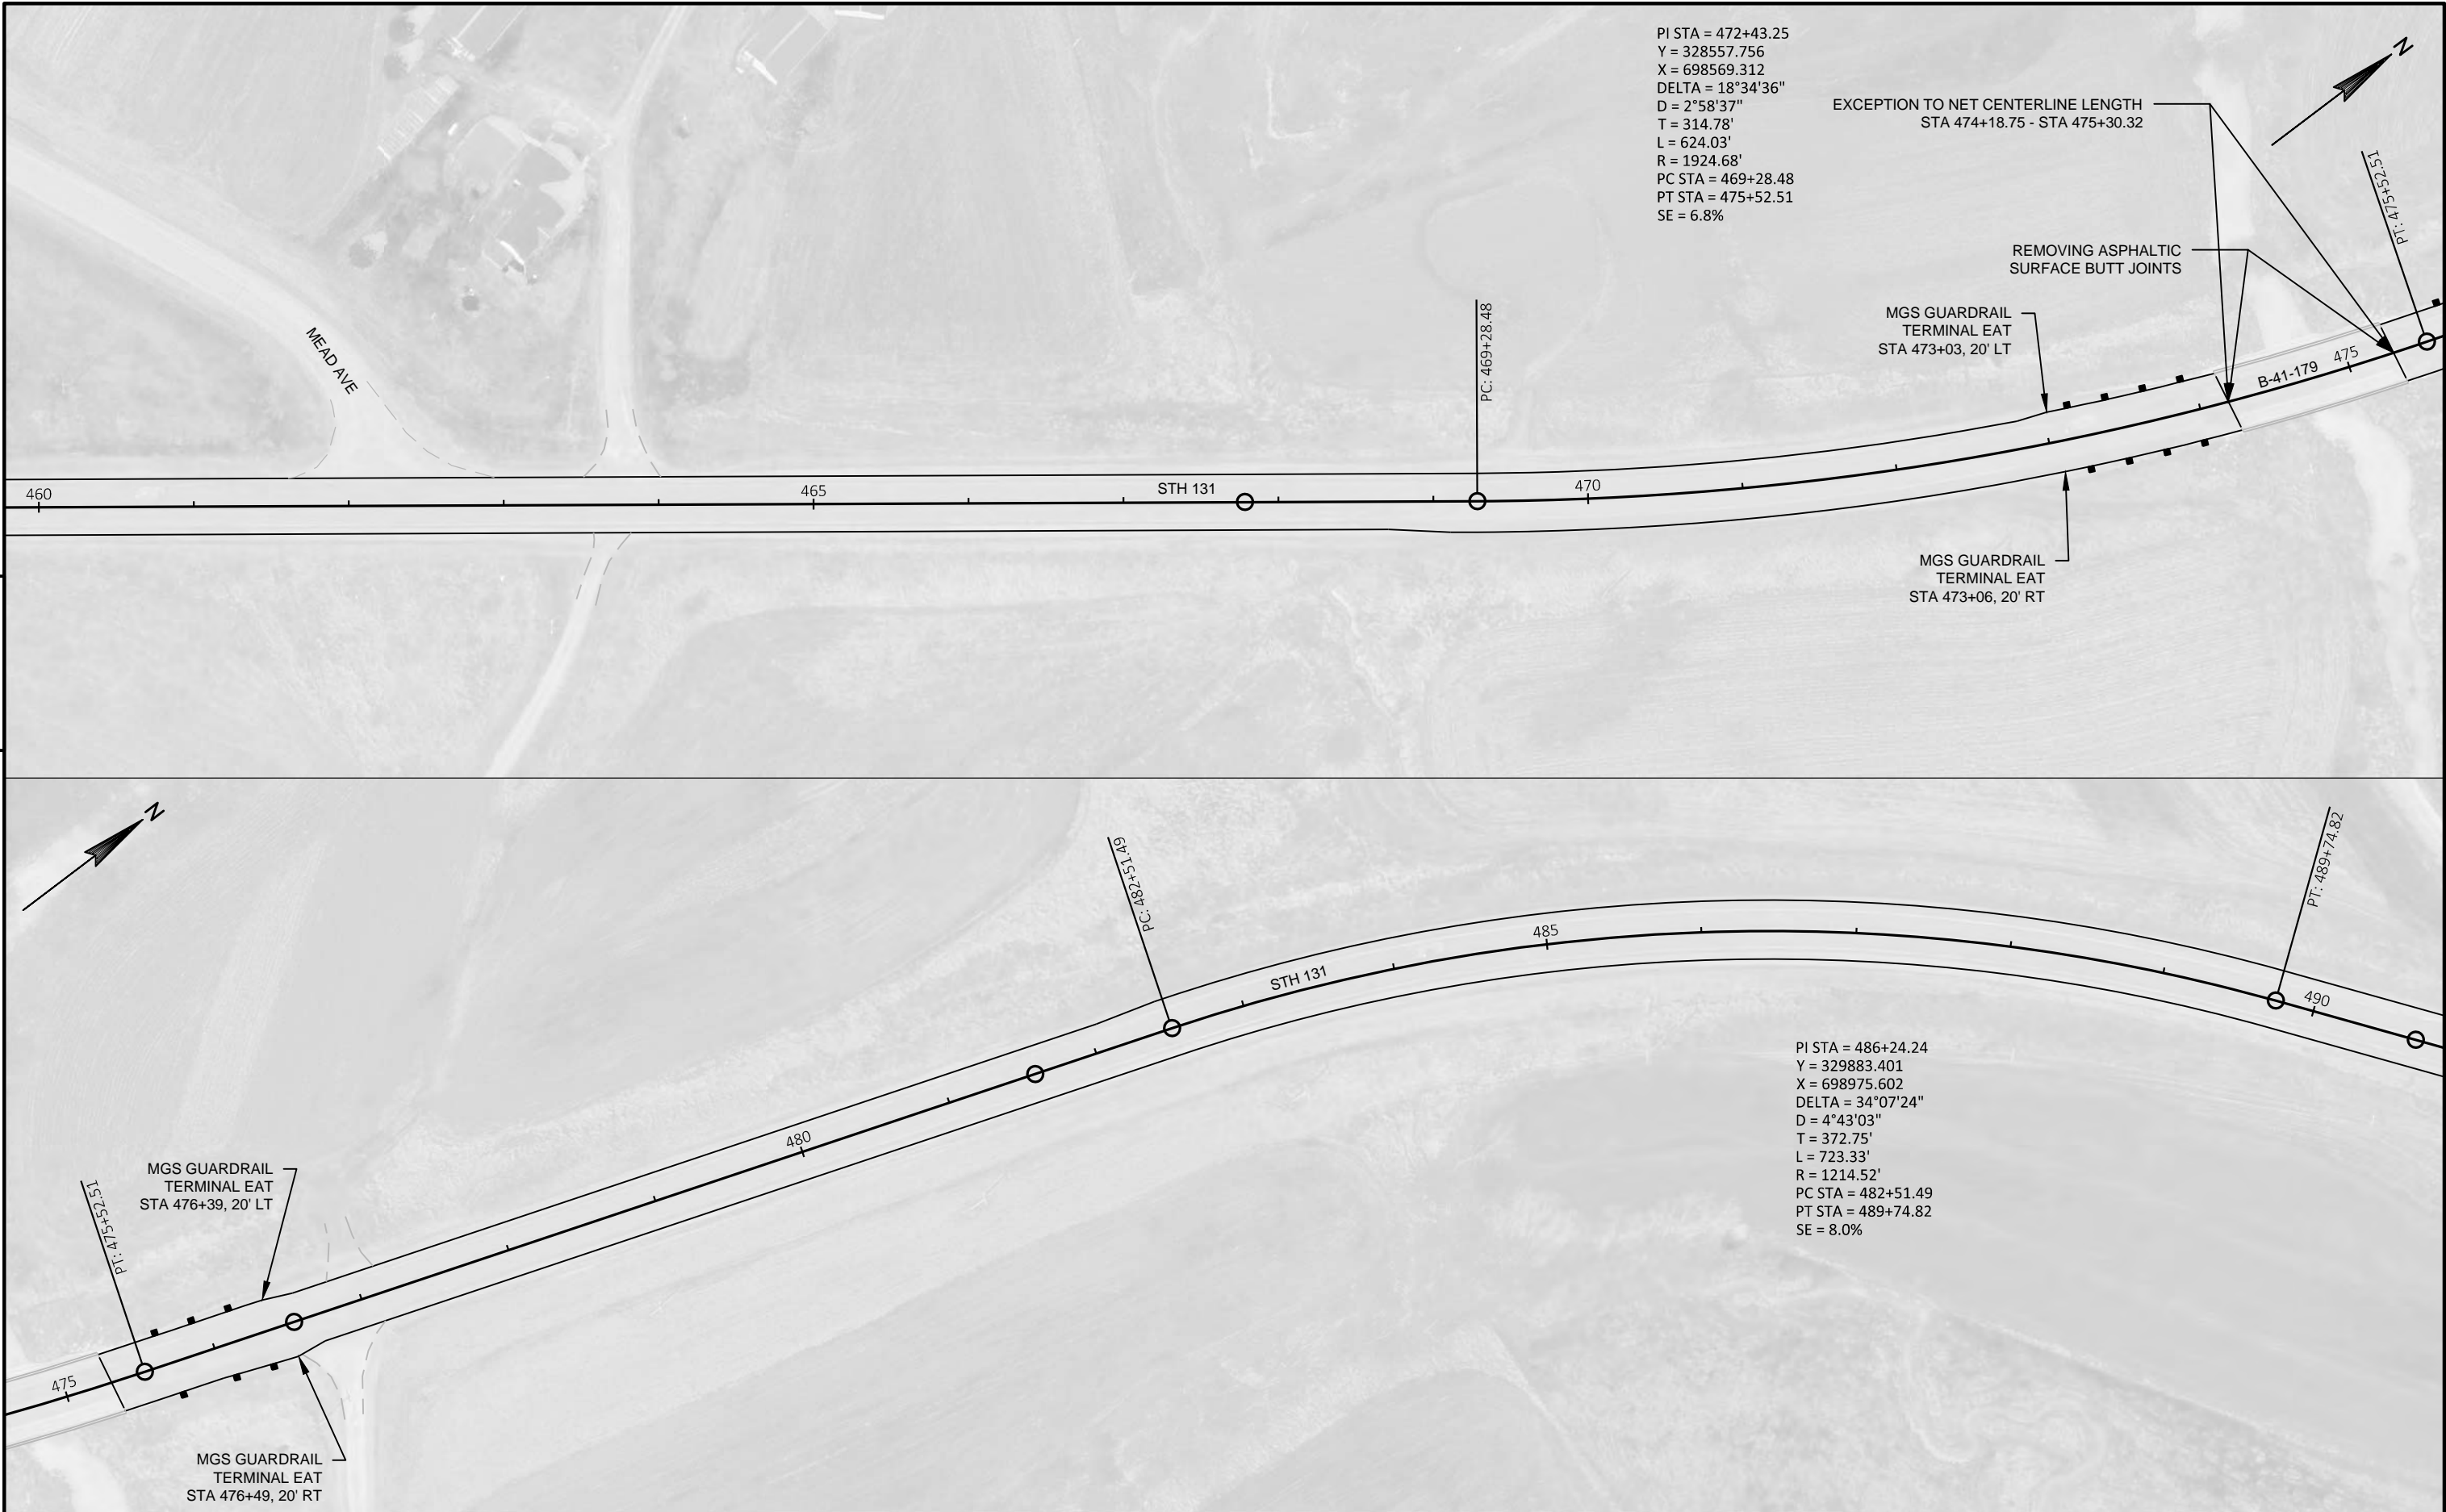 PI STA = 472+43.25
Y = 328557.756
X = 698569.312
DELTA = 18°34'36"
D = 2°58'37"
T = 314.78'
L = 624.03'
R = 1924.68'
PC STA = 469+28.48
PT STA = 475+52.51
SE = 6.8%
N
EXCEPTION TO NET CENTERLINE LENGTH
STA 474+18.75 - STA 475+30.32
PT: 475+52.51
REMOVING ASPHALTIC
SURFACE BUTT JOINTS
MGS GUARDRAIL
TERMINAL EAT
STA 473+03, 20' LT
PC: 469+28.48
MEAD AVE
475
B-41-179
460
465
STH 131
470
MGS GUARDRAIL
TERMINAL EAT
STA 473+06, 20' RT
N
PC: 482+51.49
PT: 489+74.82
485
STH 131
490
PI STA = 486+24.24
Y = 329883.401
X = 698975.602
DELTA = 34°07'24"
D = 4°43'03"
T = 372.75'
L = 723.33'
R = 1214.52'
PC STA = 482+51.49
PT STA = 489+74.82
SE = 8.0%
480
MGS GUARDRAIL
TERMINAL EAT
STA 476+39, 20' LT
PT: 475+52.51
475
MGS GUARDRAIL
TERMINAL EAT
STA 476+49, 20' RT